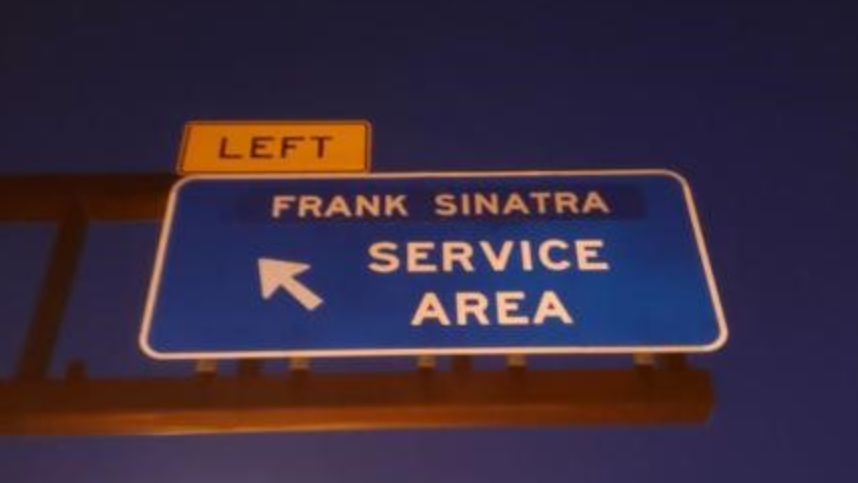 LEFT
FRANK SINATRA
SERVICE
AREA